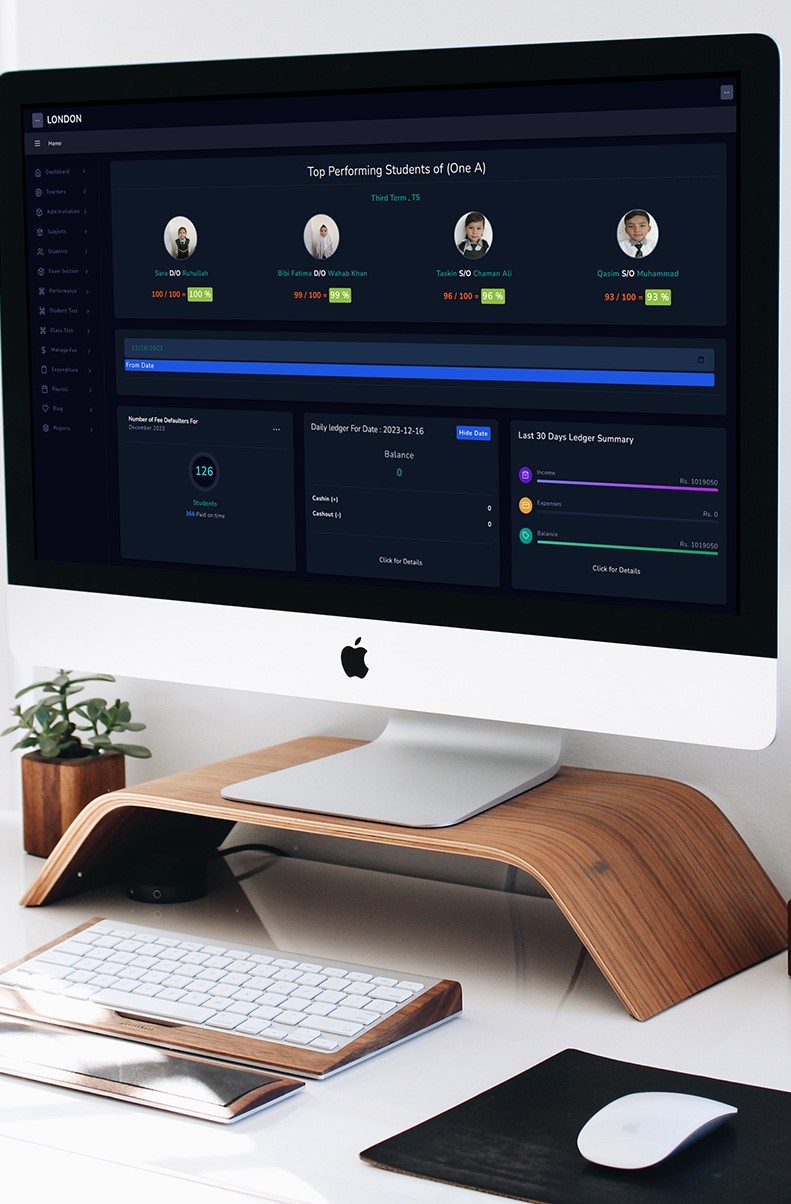 LONDON
Home
Dashboard
Teachers
Administration
Subjects
Students
Exam Section
Performance
Student Test
Class Test
Manage Fee
Expenditure
Payroll
Blog
Reports
Top Performing Students of (One A)
Third Term , T5
Sara D/O Ruhullah
100 / 100 = 100 %
Bibi Fatima D/O Wahab Khan
99 / 100 = 99 %
Taskin S/O Chaman Ali
96 / 100 = 96 %
Qasim S/O Muhammad
93 / 100 = 93 %
12/16/2023
From Date
Number of Fee Defaulters For
December 2023
126
Students
366 Paid on time
Daily ledger For Date : 2023-12-16
Hide Date
Balance
0
Cashin (+)
0
Cashout (-)
0
Click for Details
Last 30 Days Ledger Summary
Income
Rs. 1019050
Expenses
Rs. 0
Balance
Rs. 1019050
Click for Details